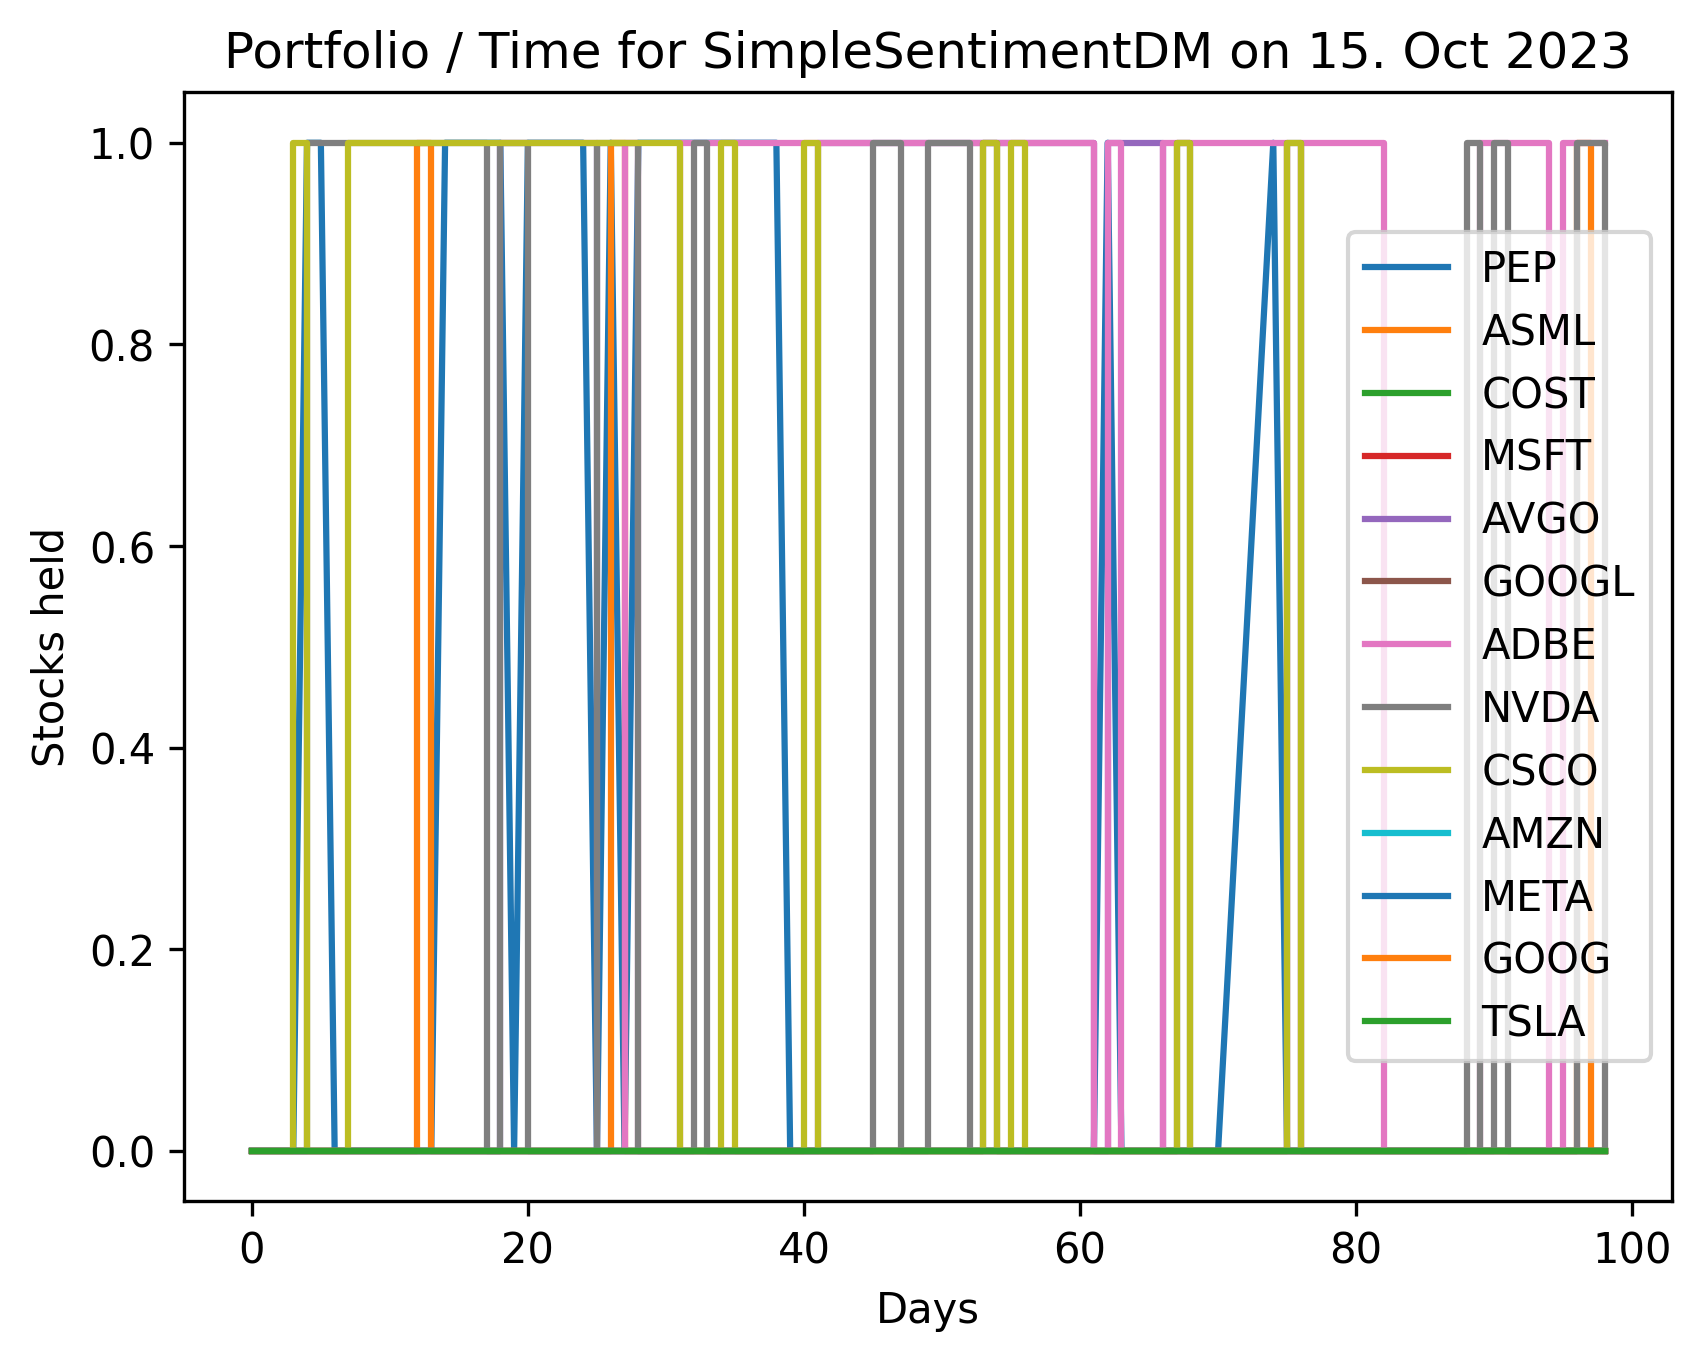 Portfolio / Time for SimpleSentimentDM on 15. Oct 2023
1.0
0.8
0.6
0.4
0.2
0.0
Stocks held
PEP
ASML
COST
MSFT
AVGO
GOOGL
ADBE
NVDA
CSCO
AMZN
META
GOOG
TSLA
0 20 40 60 80 100
Days